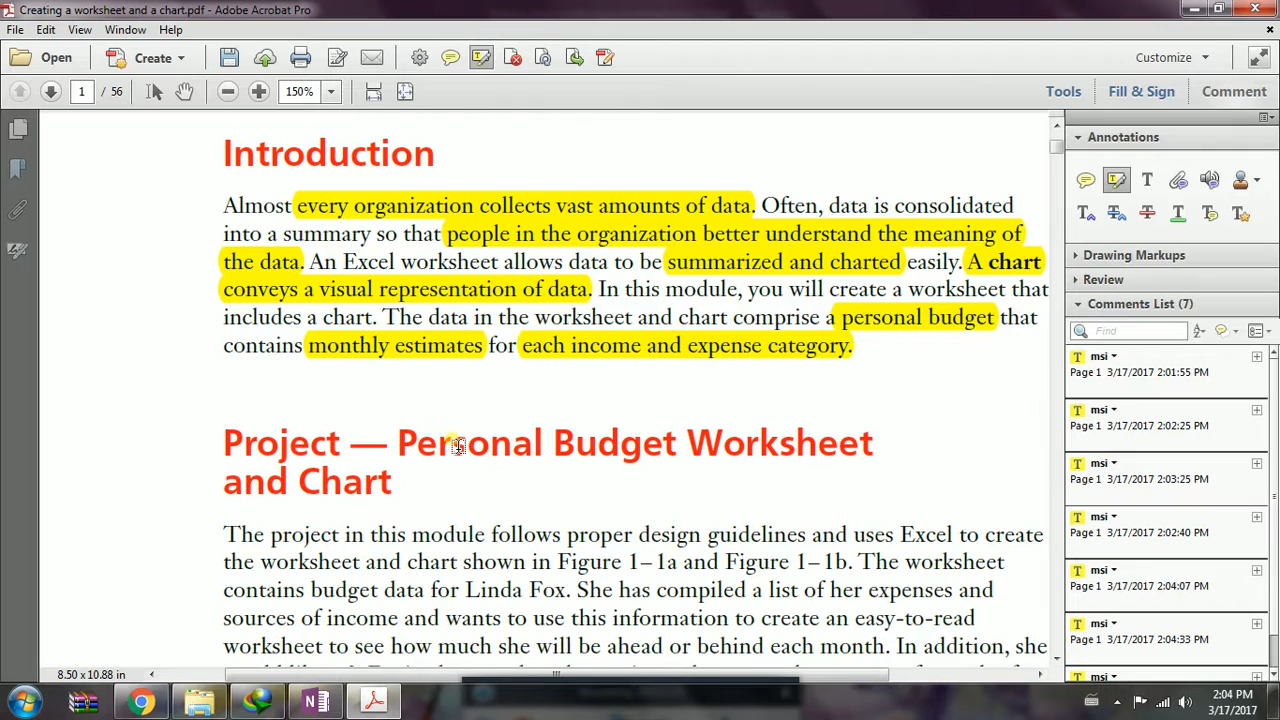 Creating a worksheet and a chart.pdf - Adobe Acrobat Pro
File Edit View Window Help
Open Create Customize
1 / 56 150% Tools Fill & Sign Comment
Introduction
Almost every organization collects vast amounts of data. Often, data is consolidated
into a summary so that people in the organization better understand the meaning of
the data. An Excel worksheet allows data to be summarized and charted easily. A chart
conveys a visual representation of data. In this module, you will create a worksheet that
includes a chart. The data in the worksheet and chart comprise a personal budget that
contains monthly estimates for each income and expense category.
Project — Personal Budget Worksheet
and Chart
The project in this module follows proper design guidelines and uses Excel to create
the worksheet and chart shown in Figure 1–1a and Figure 1–1b. The worksheet
contains budget data for Linda Fox. She has compiled a list of her expenses and
sources of income and wants to use this information to create an easy-to-read
worksheet to see how much she will be ahead or behind each month. In addition, she
8.50 x 10.88 in
Annotations
Drawing Markups
Review
Comments List (7)
Find
msi
Page 1 3/17/2017 2:01:55 PM
msi
Page 1 3/17/2017 2:02:25 PM
msi
Page 1 3/17/2017 2:03:25 PM
msi
Page 1 3/17/2017 2:02:40 PM
msi
Page 1 3/17/2017 2:04:07 PM
msi
Page 1 3/17/2017 2:04:33 PM
msi
2:04 PM
3/17/2017